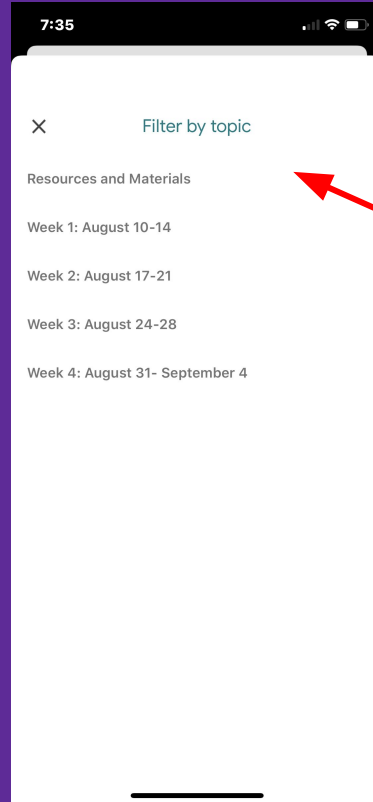 7:35
Filter by topic
Resources and Materials
Week 1: August 10-14
Week 2: August 17-21
Week 3: August 24-28
Week 4: August 31- September 4